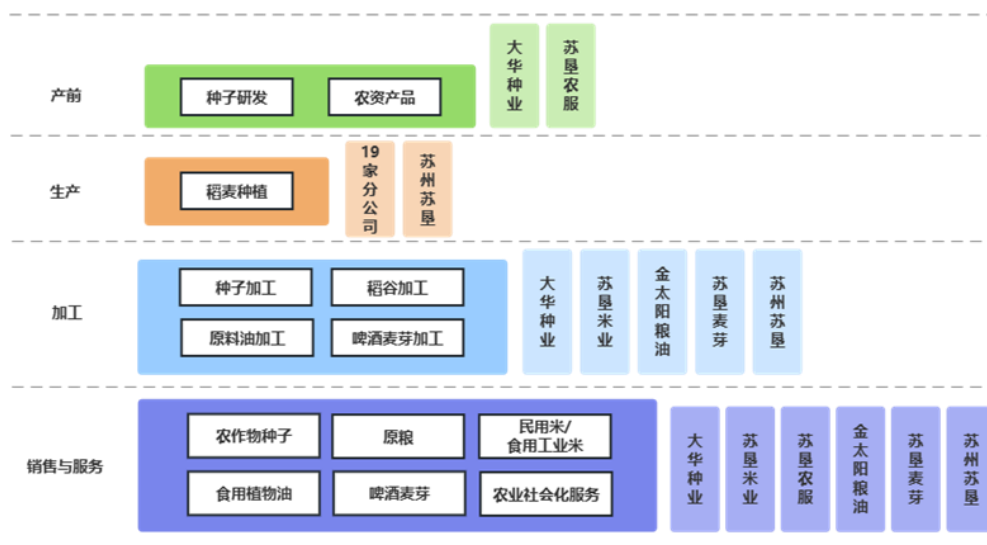 产前
种子研发
农资产品
大华种业
苏垦农服
生产
稻麦种植
19家分公司
苏州苏垦
加工
种子加工
稻谷加工
原料油加工
啤酒麦芽加工
大华种业
苏垦米业
金太阳粮油
苏垦麦芽
苏州苏垦
销售与服务
农作物种子
原粮
民用米/
食用工业米
食用植物油
啤酒麦芽
农业社会化服务
大华种业
苏垦米业
苏垦农服
金太阳粮油
苏垦麦芽
苏州苏垦